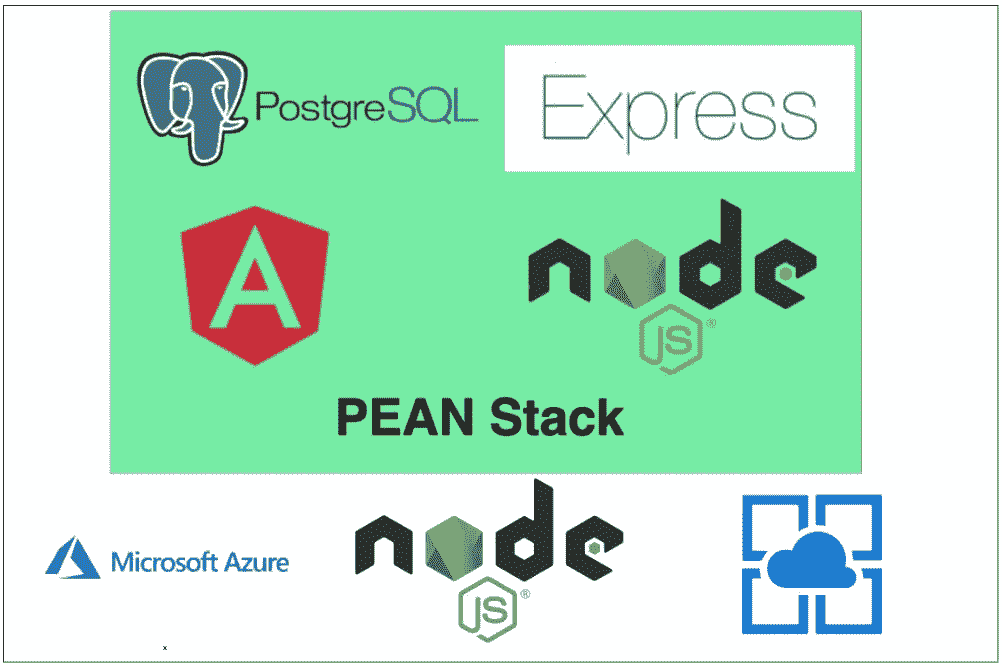 PostgreSQL
Express
A
node
JS®
PEAN Stack
Microsoft Azure
node
JS®
x